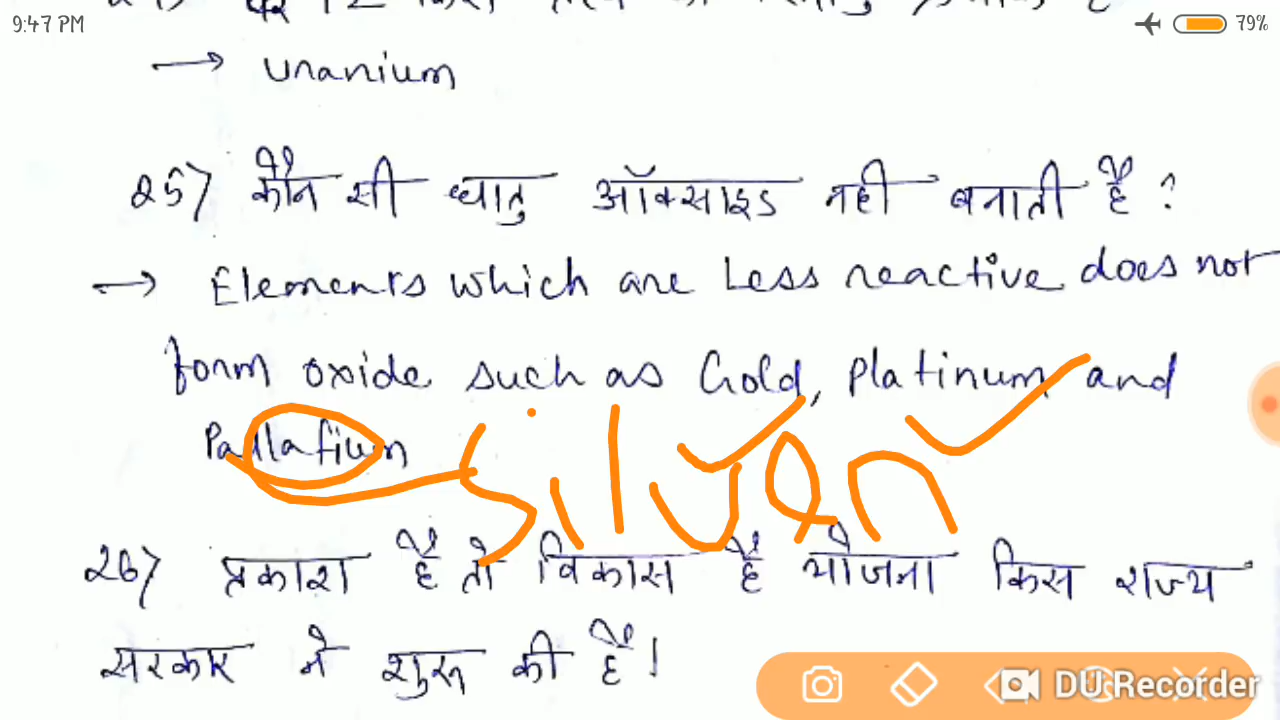 9:47 PM
79%
→ Uranium
25) कौन सी धातु ऑक्साइड नही बनाती है ?
→ Elements which are Less reactive does not
form oxide such as Gold, Platinum and
Palladium
Silver
26) प्रकाश है तो विकास है योजना किस राज्य
सरकार ने शुरू की है।
DU Recorder